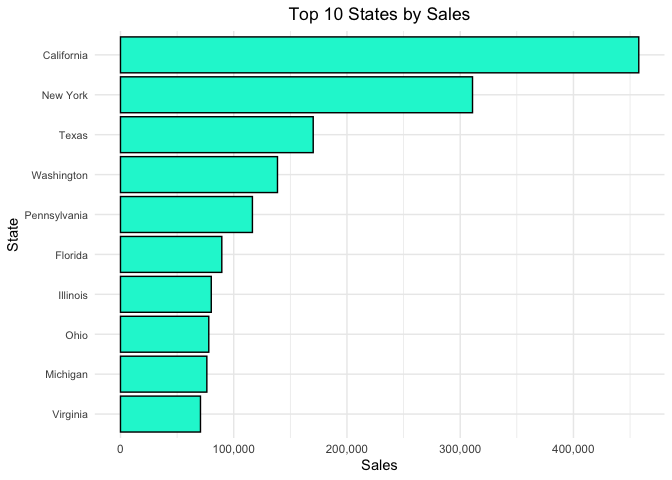 Top 10 States by Sales
State
California
New York
Texas
Washington
Pennsylvania
Florida
Illinois
Ohio
Michigan
Virginia
0 100,000 200,000 300,000 400,000
Sales